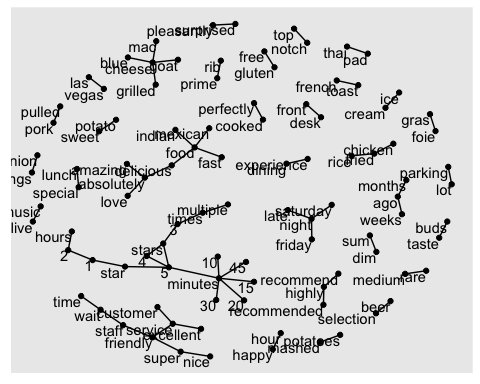 pleasantly surprised
top
notch
mad
thai
pad
blue
cheese
goat
free
gluten
rib
prime
las
vegas
grilled
french
toast
ice
cream
pulled
pork
potato
sweet
perfectly
cooked
front
desk
gras
foie
indian
mexican
food
fast
nion
ngs
lunch
special
amazing
delicious
absolutely
love
experience
dining
chicken
rice
fried
parking
lot
months
ago
weeks
music
live
multiple
times
3
late
saturday
night
friday
buds
taste
hours
2
1
star
stars
4
5
sum
dim
10
45
minutes
15
30
20
recommend
highly
recommended
medium
rare
time
wait
customer
staff
service
excellent
friendly
super
nice
beer
selection
hour
happy
mashed
potatoes